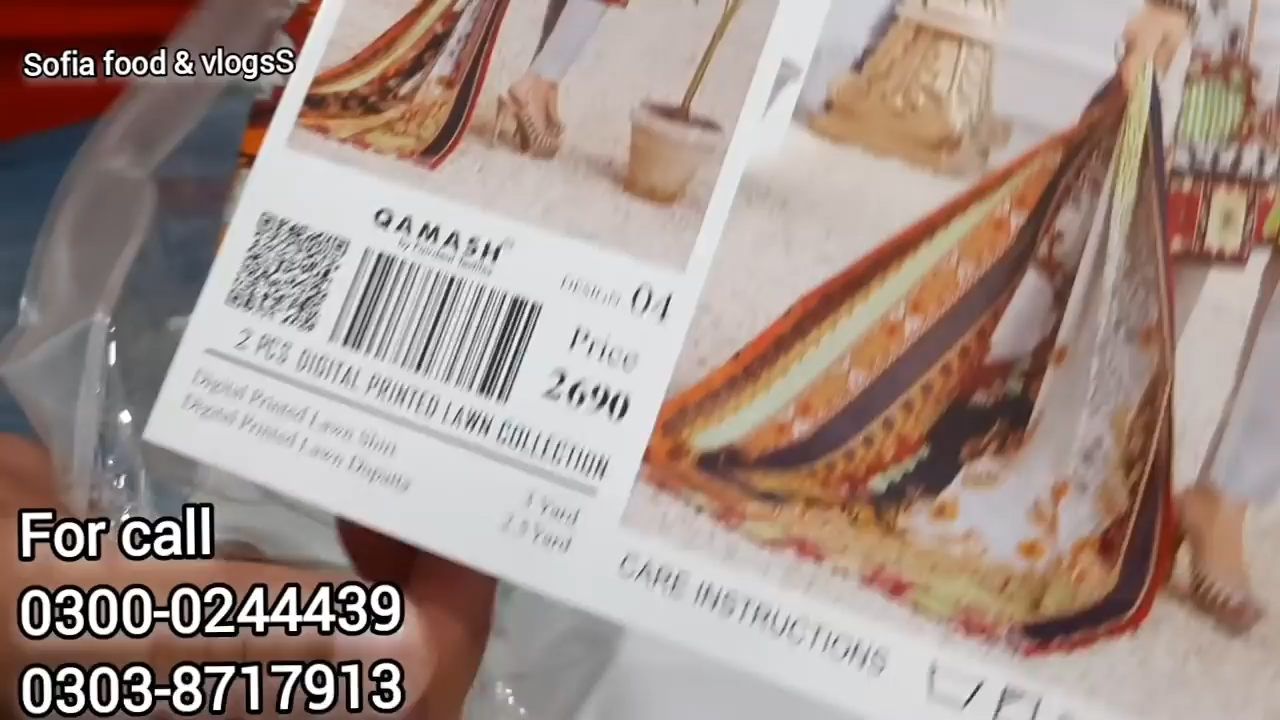 Sofia food & vlogsS
QAMASH
DESIGN 04
Price
2690
2 PCS DIGITAL PRINTED LAWN COLLECTION
Digital Printed Lawn Shirt
Digital Printed Lawn Dupatta
3 Yard
2.5 Yard
CARE INSTRUCTIONS
For call
0300-0244439
0303-8717913